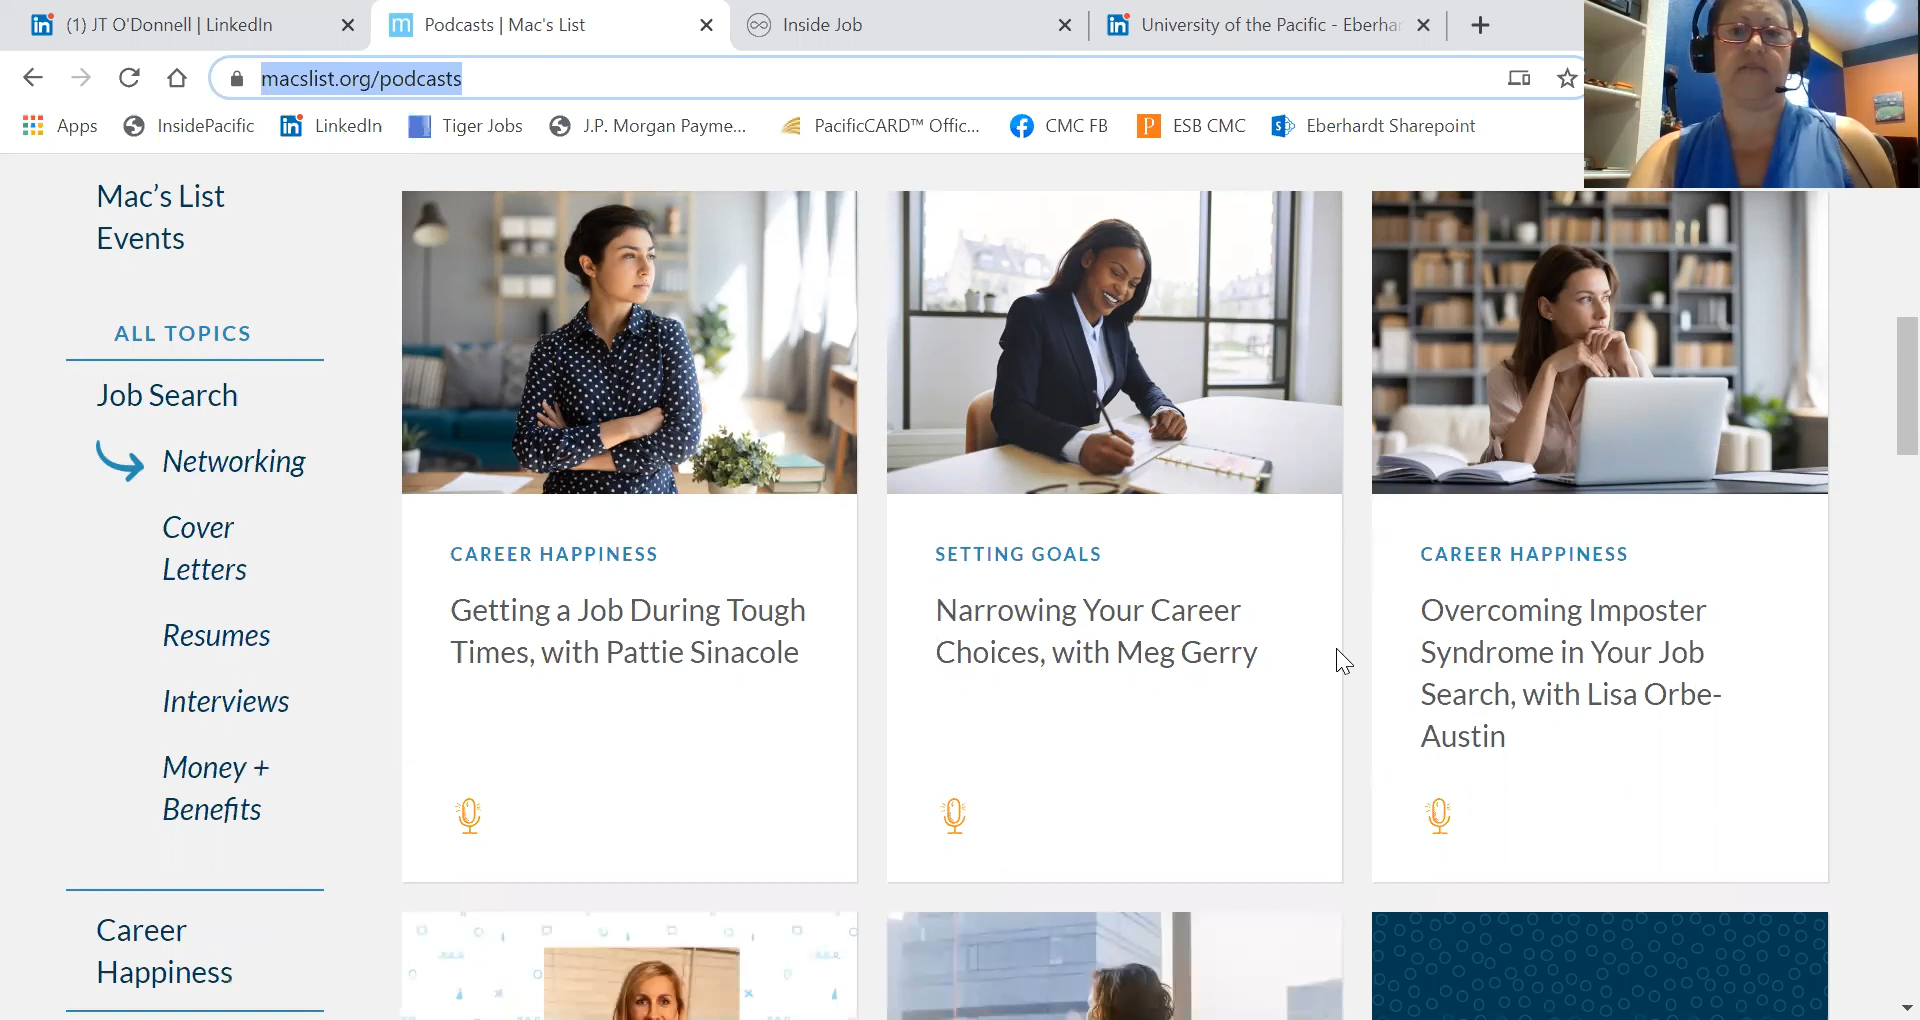 (1) JT O'Donnell | LinkedIn
Podcasts | Mac's List
Inside Job
University of the Pacific - Eberha
macslist.org/podcasts
Apps
InsidePacific
LinkedIn
Tiger Jobs
J.P. Morgan Payme...
PacificCARD™ Offic...
CMC FB
ESB CMC
Eberhardt Sharepoint
Mac's List
Events
ALL TOPICS
Job Search
Networking
Cover
Letters
Resumes
Interviews
Money +
Benefits
Career
Happiness
CAREER HAPPINESS
Getting a Job During Tough
Times, with Pattie Sinacole
SETTING GOALS
Narrowing Your Career
Choices, with Meg Gerry
CAREER HAPPINESS
Overcoming Imposter
Syndrome in Your Job
Search, with Lisa Orbe-
Austin